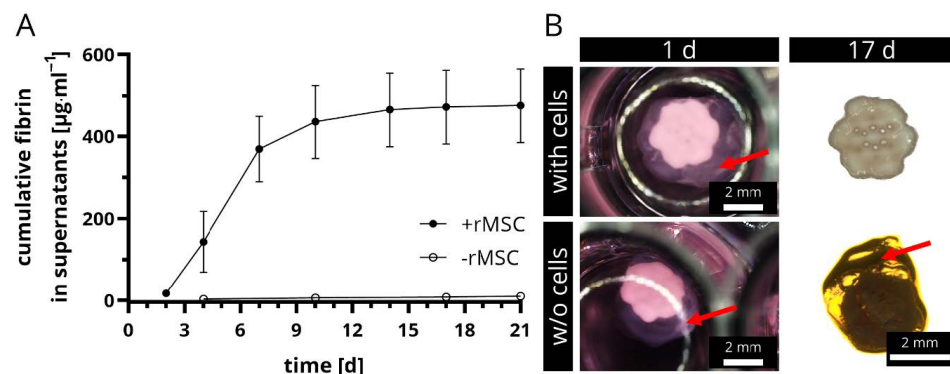 A
cumulative fibrin
in supernatants [µg·ml⁻¹]
600
400
200
0
+rMSC
-rMSC
0 3 6 9 12 15 18 21
time [d]
B
1 d 17 d
with cells
2 mm
w/o cells
2 mm
2 mm